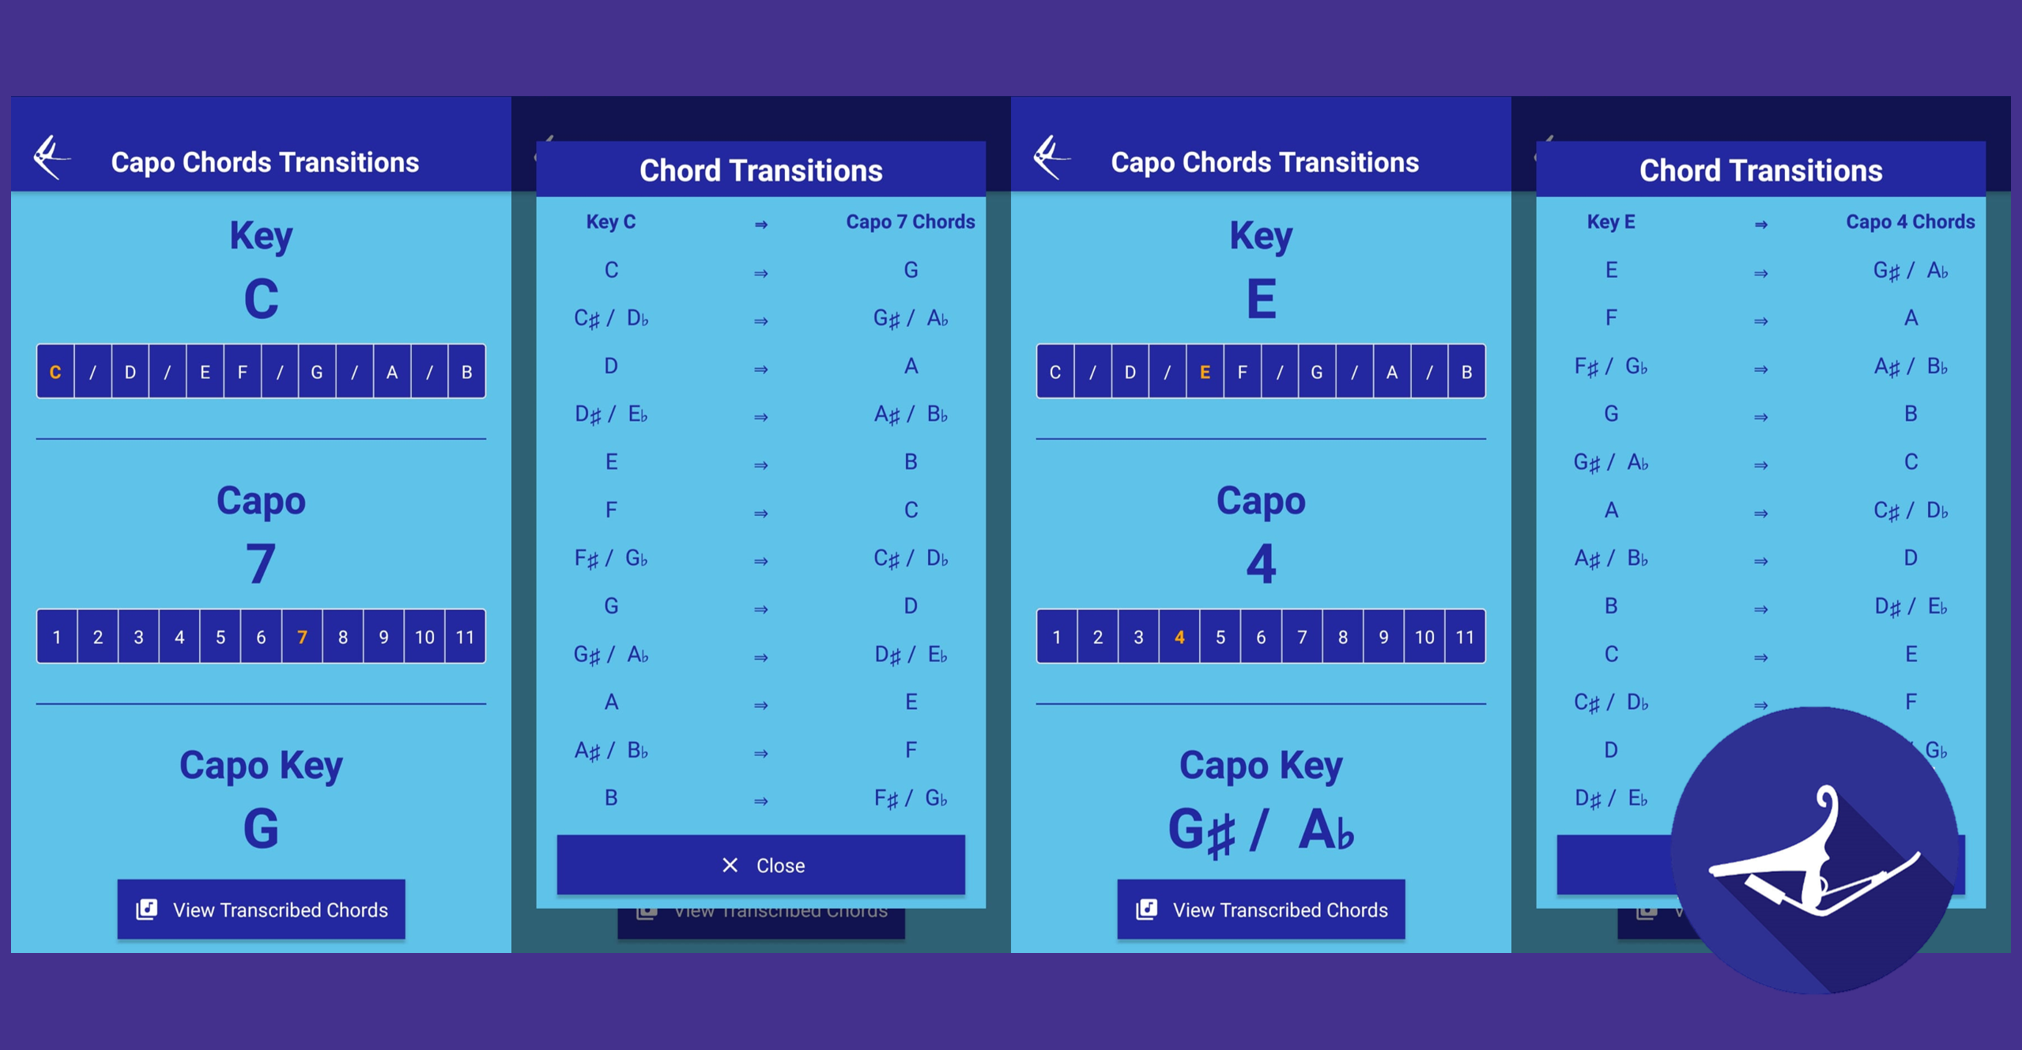 Capo Chords Transitions
Key
C
C / D / E F / G / A / B
Capo
7
1 2 3 4 5 6 7 8 9 10 11
Capo Key
G
View Transcribed Chords
Chord Transitions
Key C ⇒ Capo 7 Chords
C ⇒ G
C♯ / D♭ ⇒ G♯ / A♭
D ⇒ A
D♯ / E♭ ⇒ A♯ / B♭
E ⇒ B
F ⇒ C
F♯ / G♭ ⇒ C♯ / D♭
G ⇒ D
G♯ / A♭ ⇒ D♯ / E♭
A ⇒ E
A♯ / B♭ ⇒ F
B ⇒ F♯ / G♭
× Close
View Transcribed Chords
Capo Chords Transitions
Key
E
C / D / E F / G / A / B
Capo
4
1 2 3 4 5 6 7 8 9 10 11
Capo Key
G♯ / A♭
View Transcribed Chords
Chord Transitions
Key E ⇒ Capo 4 Chords
E ⇒ G♯ / A♭
F ⇒ A
F♯ / G♭ ⇒ A♯ / B♭
G ⇒ B
G♯ / A♭ ⇒ C
A ⇒ C♯ / D♭
A♯ / B♭ ⇒ D
B ⇒ D♯ / E♭
C ⇒ E
C♯ / D♭ ⇒ F
D G♭
D♯ / E♭